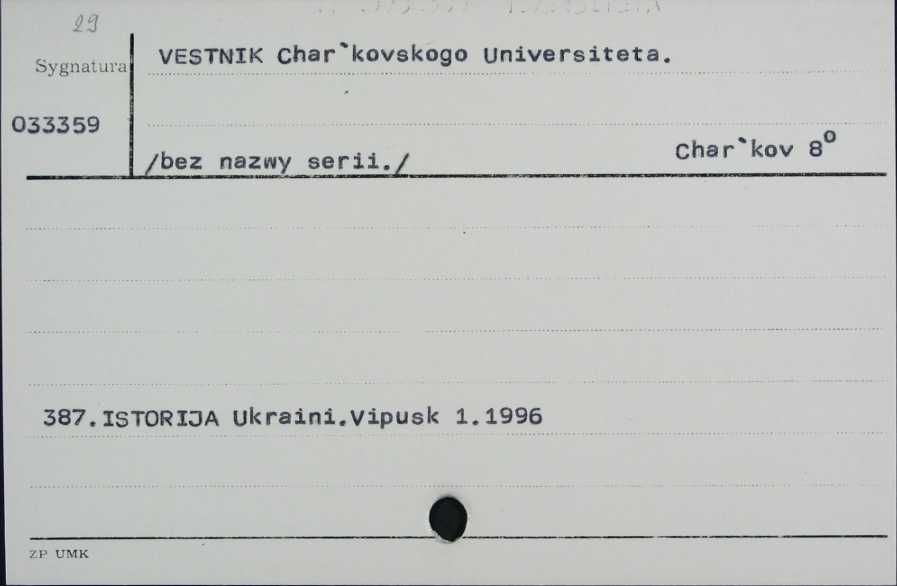 29
Sygnatura
VESTNIK Char`kovskogo Universiteta.
033359
/bez nazwy serii./
Char`kov 8º
387.ISTORIJA Ukraini.Vipusk 1.1996
ZP UMK